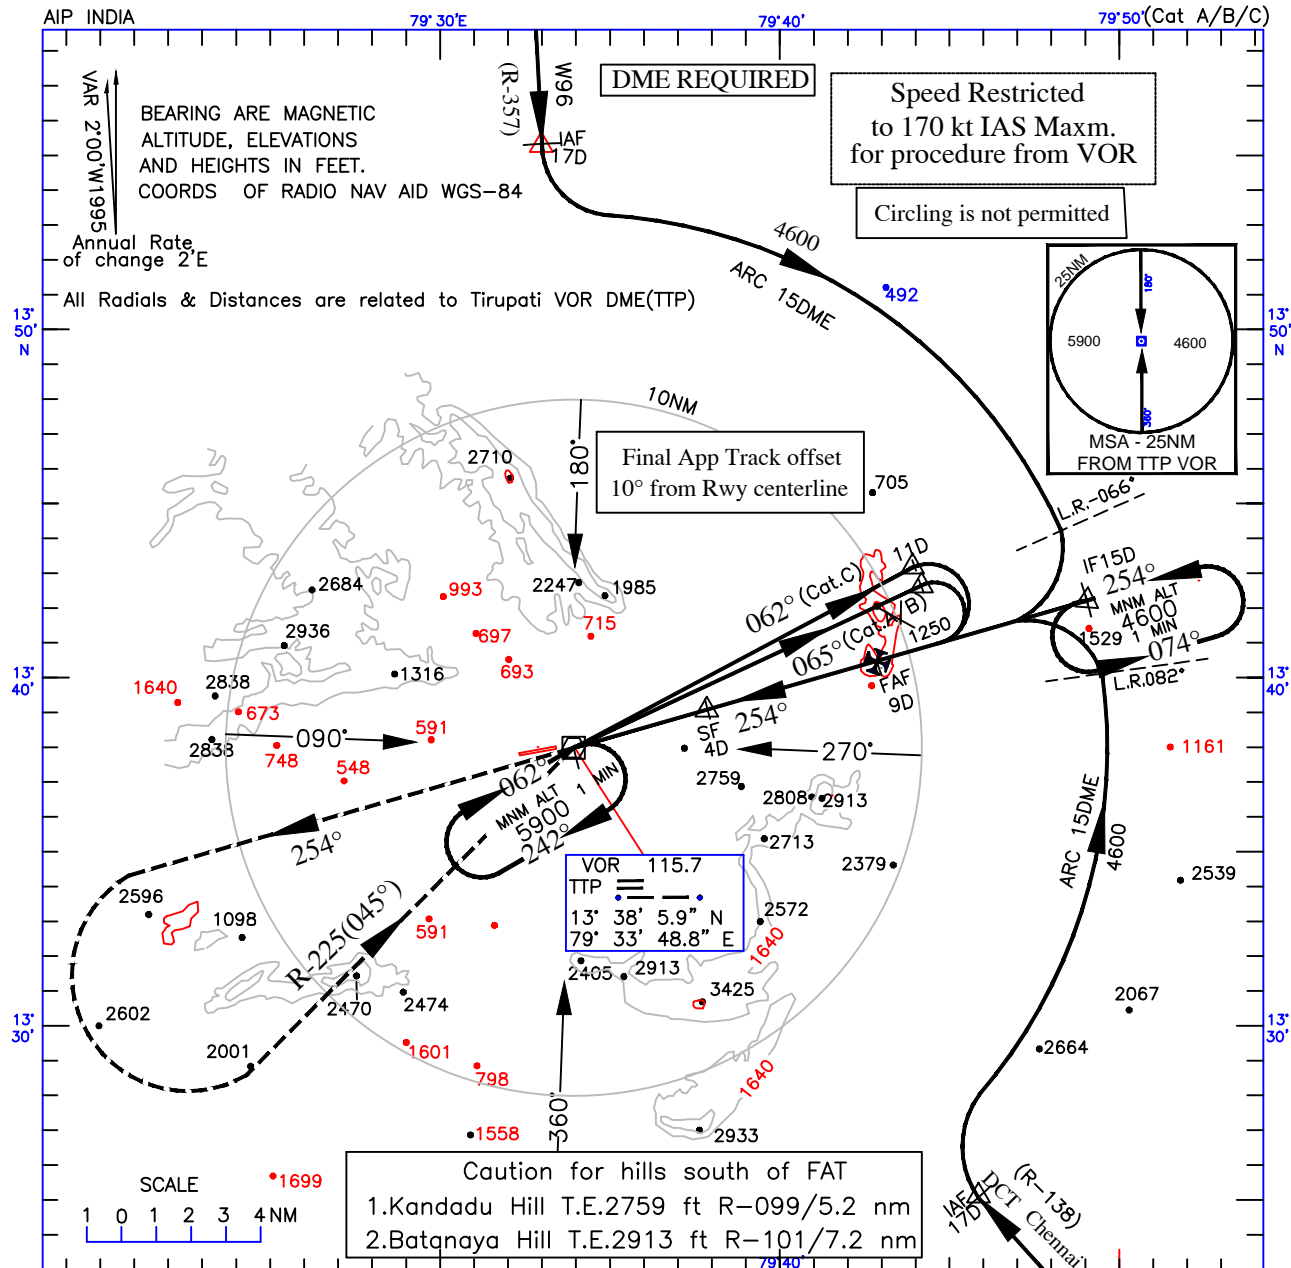 AIP INDIA
79°30'E
79°40'
79°50'
(Cat A/B/C)
VAR 2°00'W1995
Annual Rate
of change 2'E
BEARING ARE MAGNETIC
ALTITUDE, ELEVATIONS
AND HEIGHTS IN FEET.
COORDS OF RADIO NAV AID WGS-84
All Radials & Distances are related to Tirupati VOR DME(TTP)
(R-357)
W96
IAF
17D
DME REQUIRED
Speed Restricted
to 170 kt IAS Maxm.
for procedure from VOR
Circling is not permitted
4600
ARC 15DME
492
25NM
180°
5900
4600
360°
MSA - 25NM
FROM TTP VOR
13°
50'
N
13°
50'
N
10NM
180°
Final App Track offset
10° from Rwy centerline
2710
705
L.R.-066°
2247
1985
2684
993
2936
697
715
693
1316
1640
2838
673
2838
090°
591
748
548
062° (Cat.C)
11D
065°(Cat.A/B)
1250
IF15D
254°
MNM ALT
4600
1 MIN
1529
074°
L.R.082°
FAF
9D
254°
SF
4D
270°
13°
40'
13°
40'
1161
2759
2808
2913
2713
2379
2539
062°
MNM ALT
5900
1 MIN
242°
254°
VOR 115.7
TTP
13° 38' 5.9" N
79° 33' 48.8" E
ARC 15DME
4600
2596
1098
R-225(045°)
591
2572
1640
2405
2913
3425
2470
2474
2602
2001
1601
798
2067
2664
13°
30'
13°
30'
1640
360°
1558
2933
1699
SCALE
1 0 1 2 3 4 NM
Caution for hills south of FAT
1.Kandadu Hill T.E.2759 ft R-099/5.2 nm
2.Batanaya Hill T.E.2913 ft R-101/7.2 nm
IAF
17D
(R-138)
DCT Chennai
79°40'